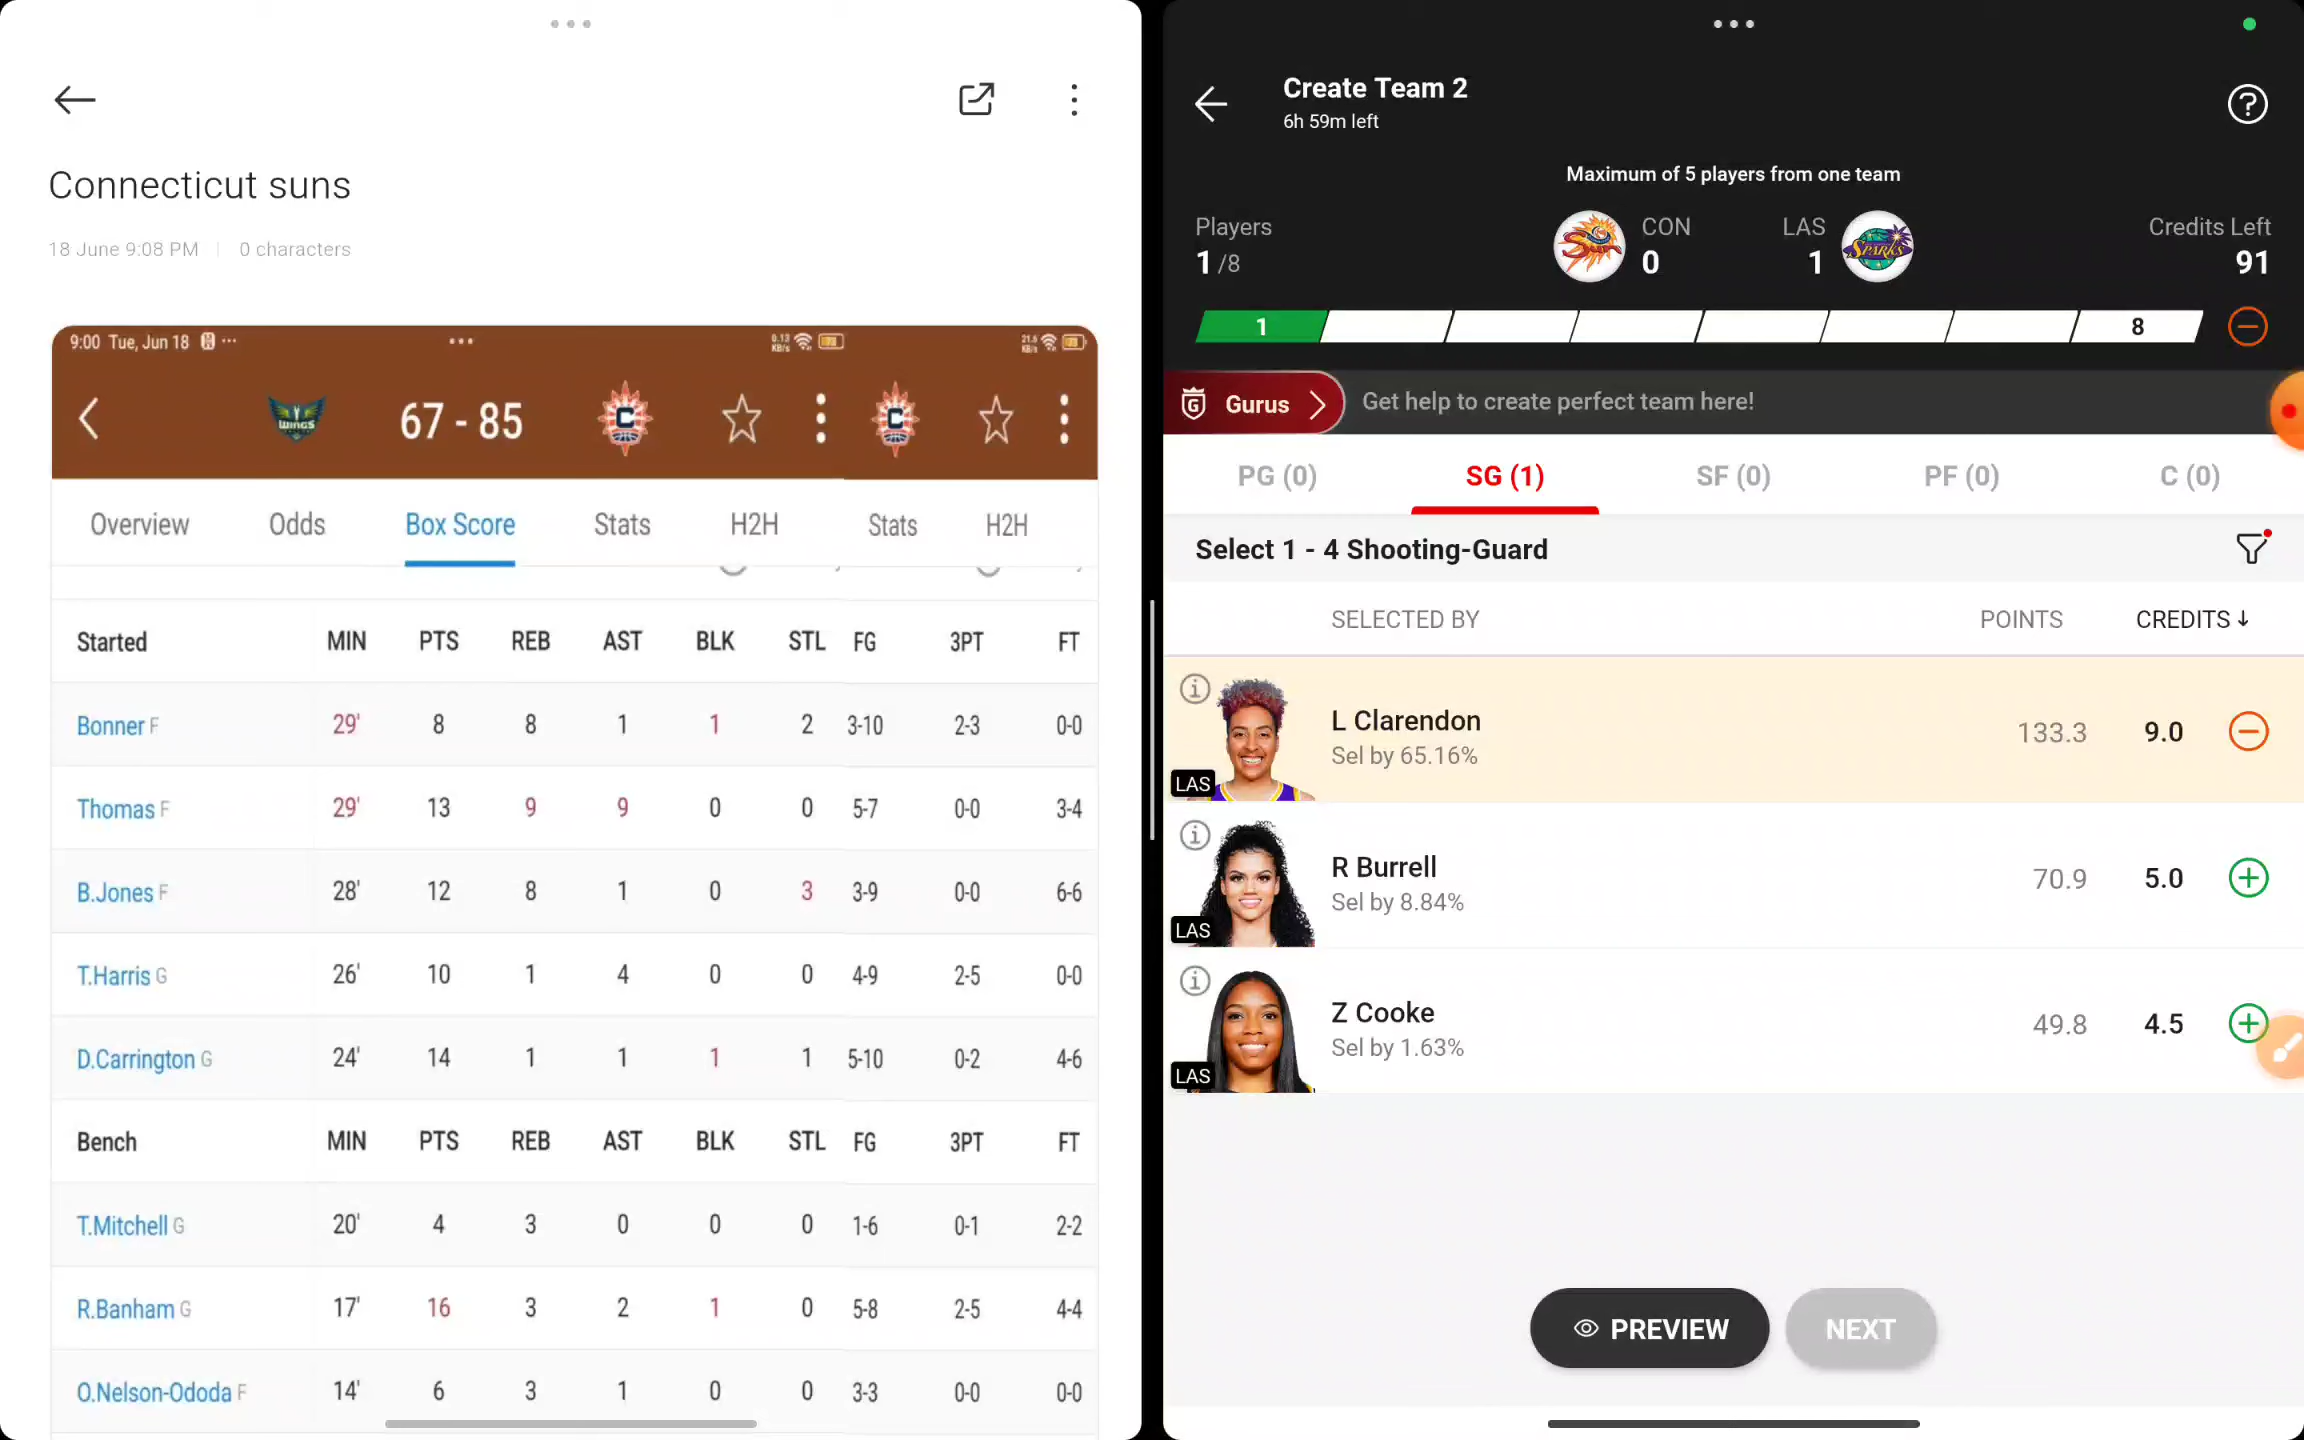 Connecticut suns
18 June 9:08 PM | 0 characters
9:00 Tue, Jun 18
WINGS
67 - 85
C
C
Overview Odds Box Score Stats H2H Stats H2H
Started MIN PTS REB AST BLK STL FG 3PT FT
Bonner F 29' 8 8 1 1 2 3-10 2-3 0-0
Thomas F 29' 13 9 9 0 0 5-7 0-0 3-4
B.Jones F 28' 12 8 1 0 3 3-9 0-0 6-6
T.Harris G 26' 10 1 4 0 0 4-9 2-5 0-0
D.Carrington G 24' 14 1 1 1 1 5-10 0-2 4-6
Bench MIN PTS REB AST BLK STL FG 3PT FT
T.Mitchell G 20' 4 3 0 0 0 1-6 0-1 2-2
R.Banham G 17' 16 3 2 1 0 5-8 2-5 4-4
O.Nelson-Ododa F 14' 6 3 1 0 0 3-3 0-0 0-0
Create Team 2
6h 59m left
Maximum of 5 players from one team
Players CON LAS Credits Left
1 /8 0 1 91
Sun
SPARKS
1 8
Gurus Get help to create perfect team here!
PG (0) SG (1) SF (0) PF (0) C (0)
Select 1 - 4 Shooting-Guard
SELECTED BY POINTS CREDITS ↓
L Clarendon 133.3 9.0
Sel by 65.16%
LAS
R Burrell 70.9 5.0
Sel by 8.84%
LAS
Z Cooke 49.8 4.5
Sel by 1.63%
LAS
PREVIEW NEXT